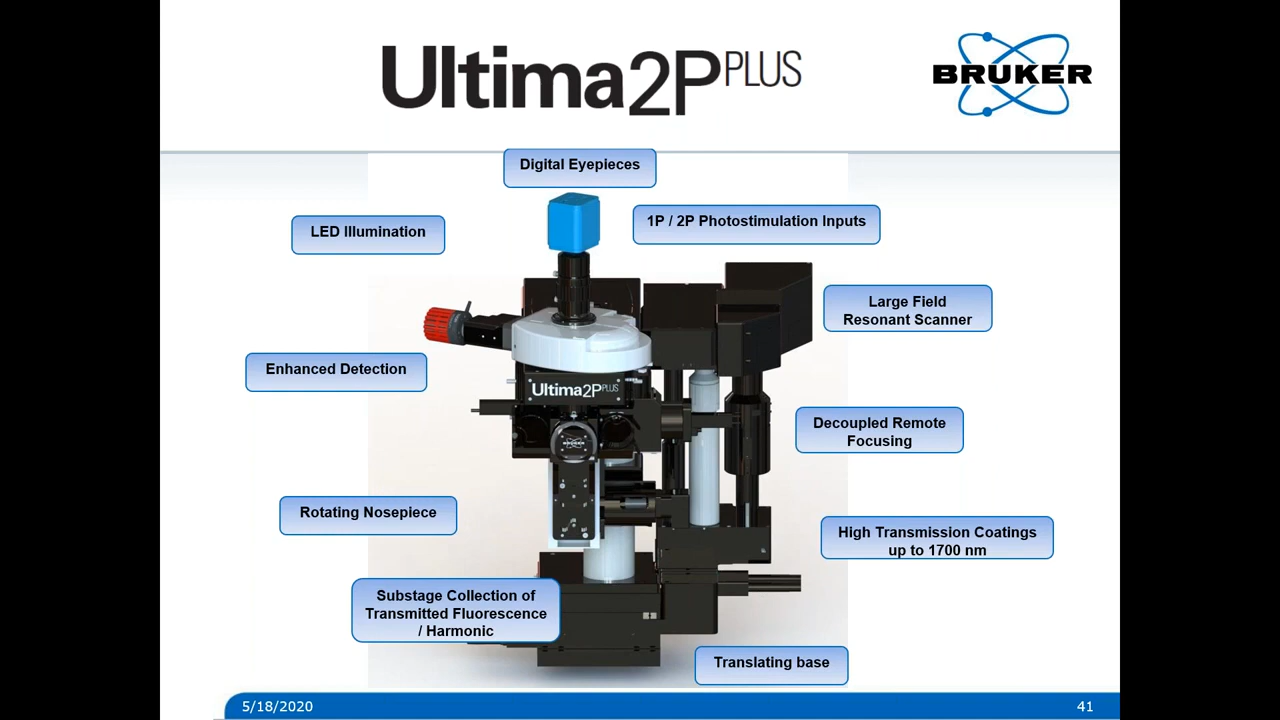 Ultima2PPLUS
BRUKER
Digital Eyepieces
LED Illumination
1P / 2P Photostimulation Inputs
Large Field
Resonant Scanner
Enhanced Detection
Ultima2PPLUS
Decoupled Remote
Focusing
BRUKER
Rotating Nosepiece
High Transmission Coatings
up to 1700 nm
Substage Collection of
Transmitted Fluorescence
/ Harmonic
Translating base
5/18/2020
41